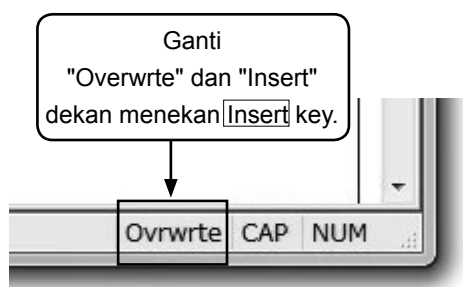 Ganti
"Overwrte" dan "Insert"
dekan menekan Insert key.
Ovrwrte CAP NUM